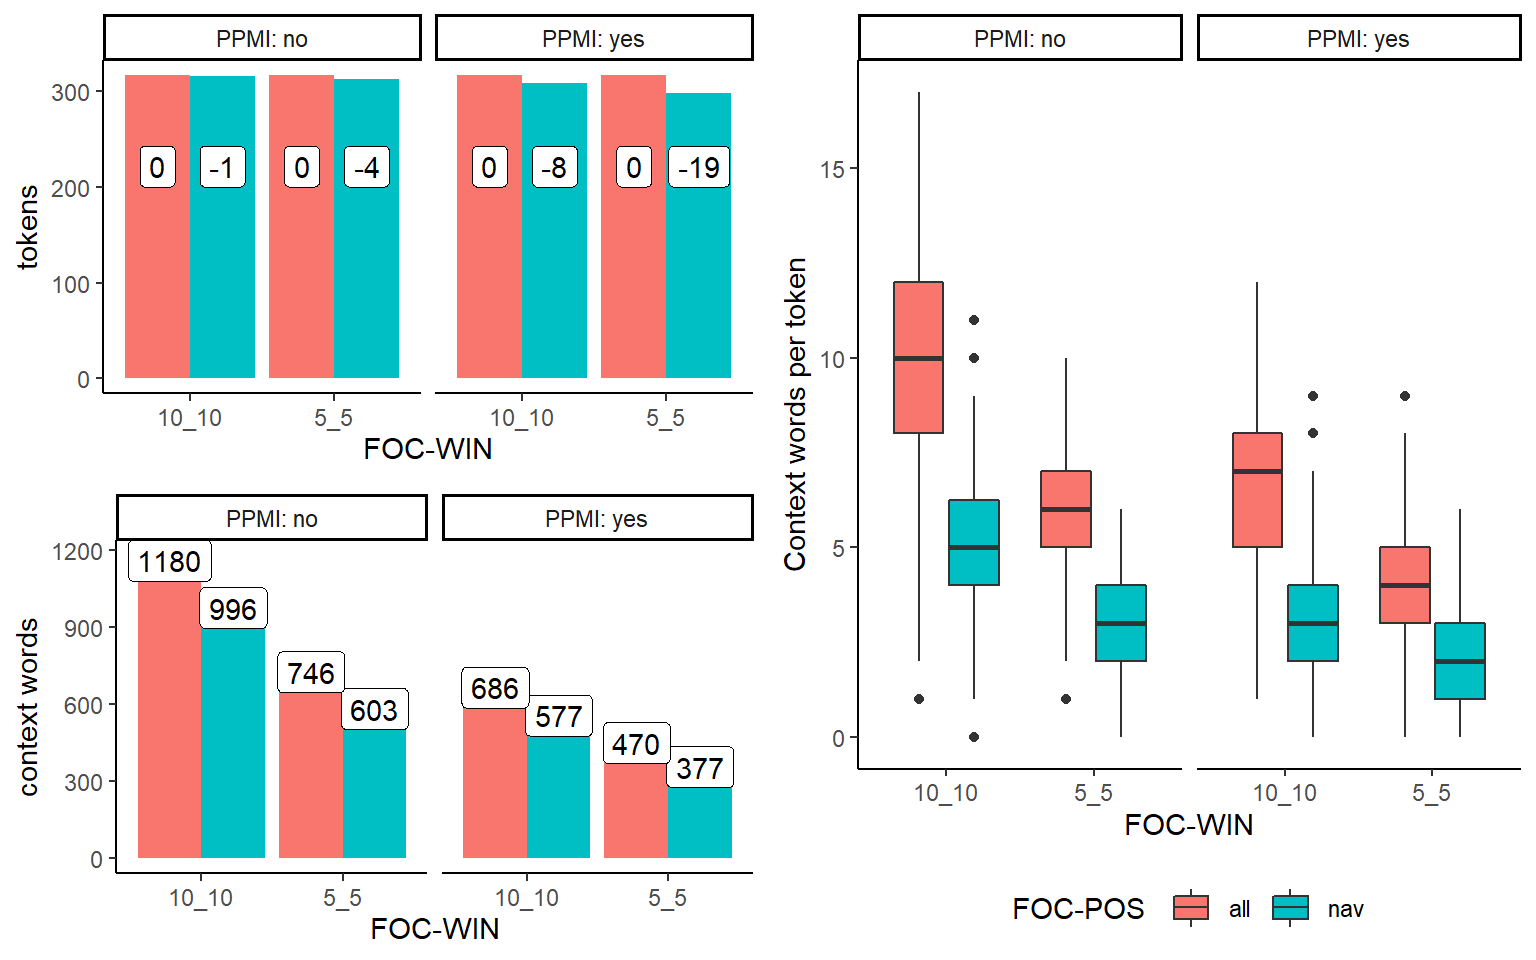 PPMI: no
PPMI: yes
tokens
300
200
100
0
0
-1
0
-4
0
-8
0
-19
10_10
5_5
10_10
5_5
FOC-WIN
PPMI: no
PPMI: yes
context words
1200
900
600
300
0
1180
996
746
603
686
577
470
377
10_10
5_5
10_10
5_5
FOC-WIN
PPMI: no
PPMI: yes
Context words per token
15
10
5
0
10_10
5_5
10_10
5_5
FOC-WIN
FOC-POS
all
nav